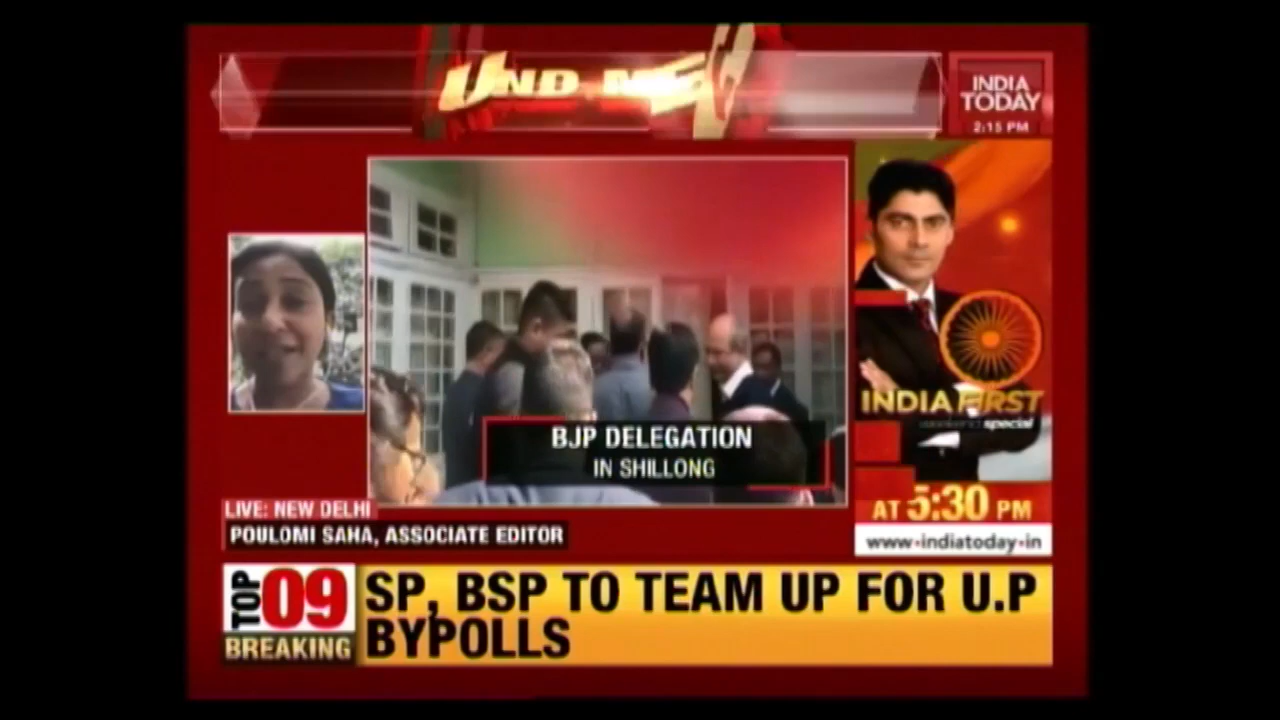 INDIA
TODAY
2:15 PM
BJP DELEGATION
IN SHILLONG
INDIA FIRST
weekend special
AT 5:30 PM
www.indiatoday.in
LIVE: NEW DELHI
POULOMI SAHA, ASSOCIATE EDITOR
TOP 09
BREAKING
SP, BSP TO TEAM UP FOR U.P
BYPOLLS